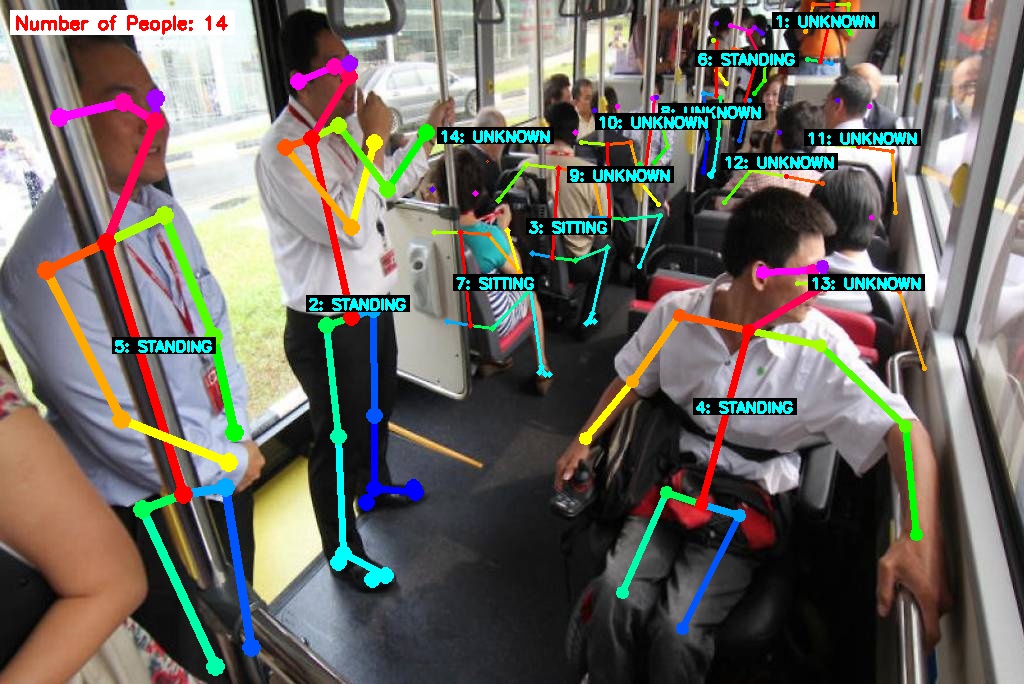 Number of People: 14
1: UNKNOWN
6: STANDING
8: UNKNOWN
10: UNKNOWN
14: UNKNOWN
11: UNKNOWN
12: UNKNOWN
9: UNKNOWN
3: SITTING
7: SITTING
13: UNKNOWN
2: STANDING
5: STANDING
4: STANDING